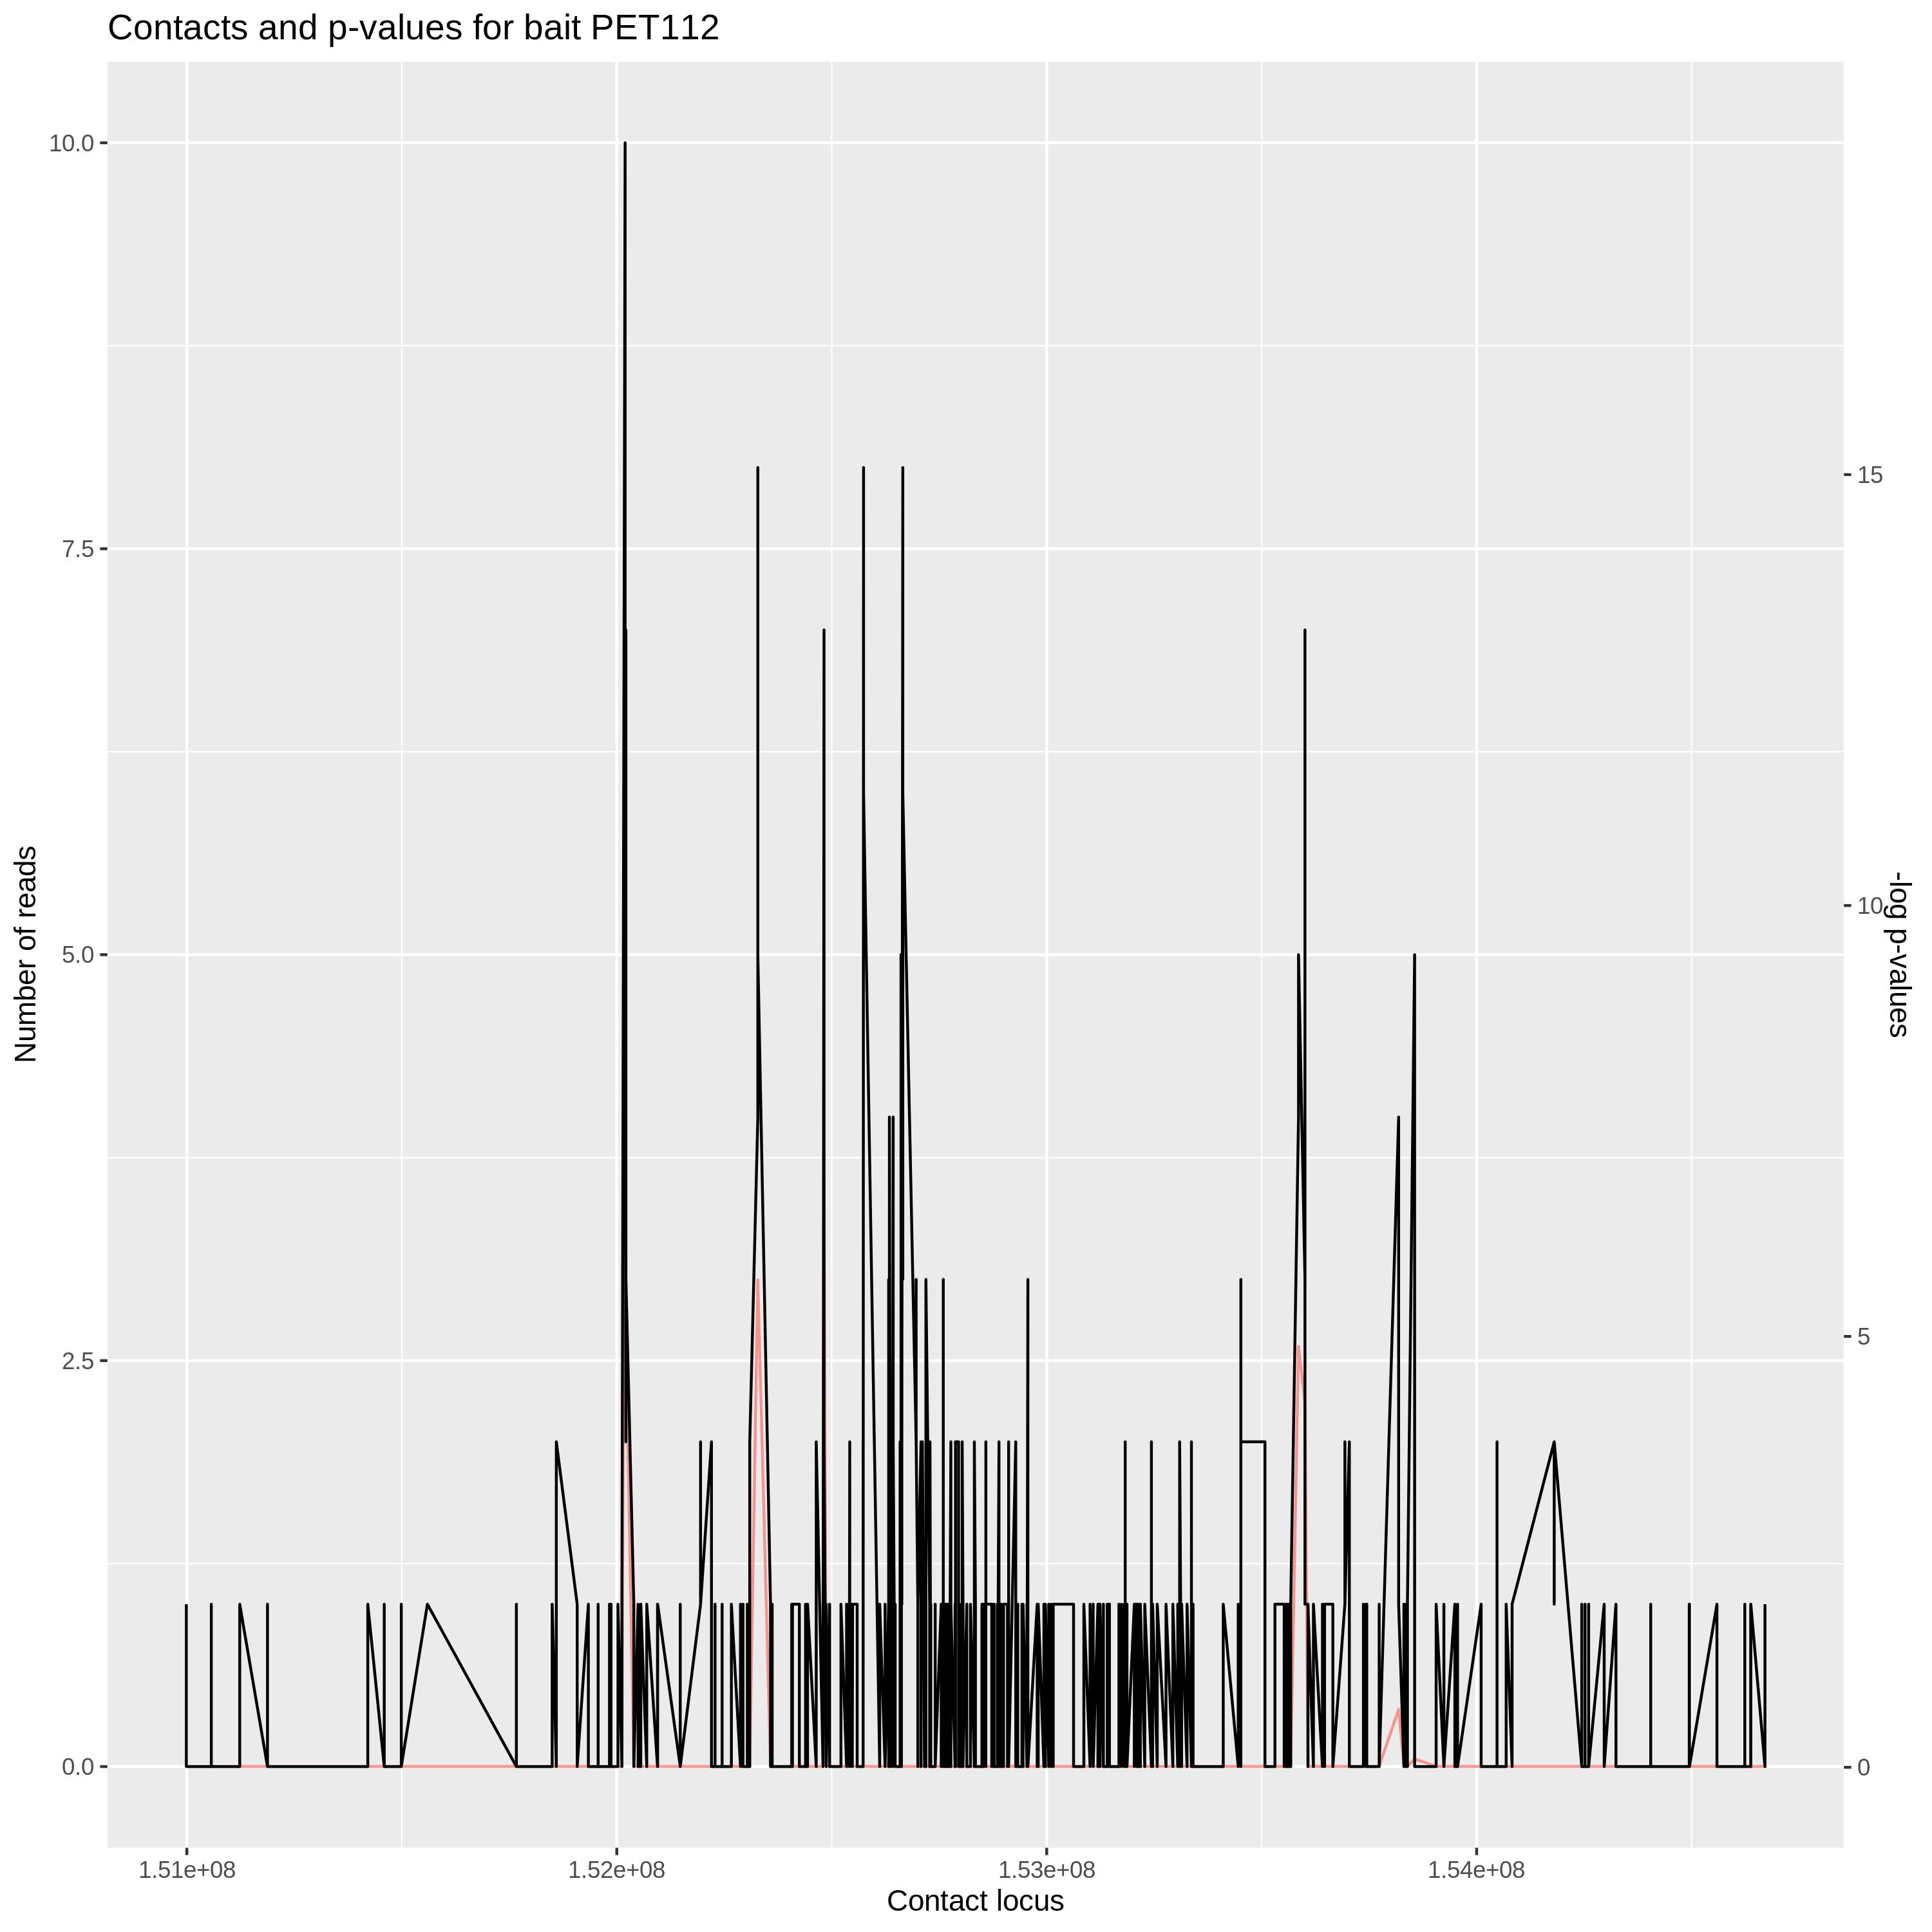 Contacts and p-values for bait PET112
10.0
7.5
5.0
2.5
0.0
Number of reads
15
10
5
0
-log p-values
1.51e+08
1.52e+08
1.53e+08
1.54e+08
Contact locus